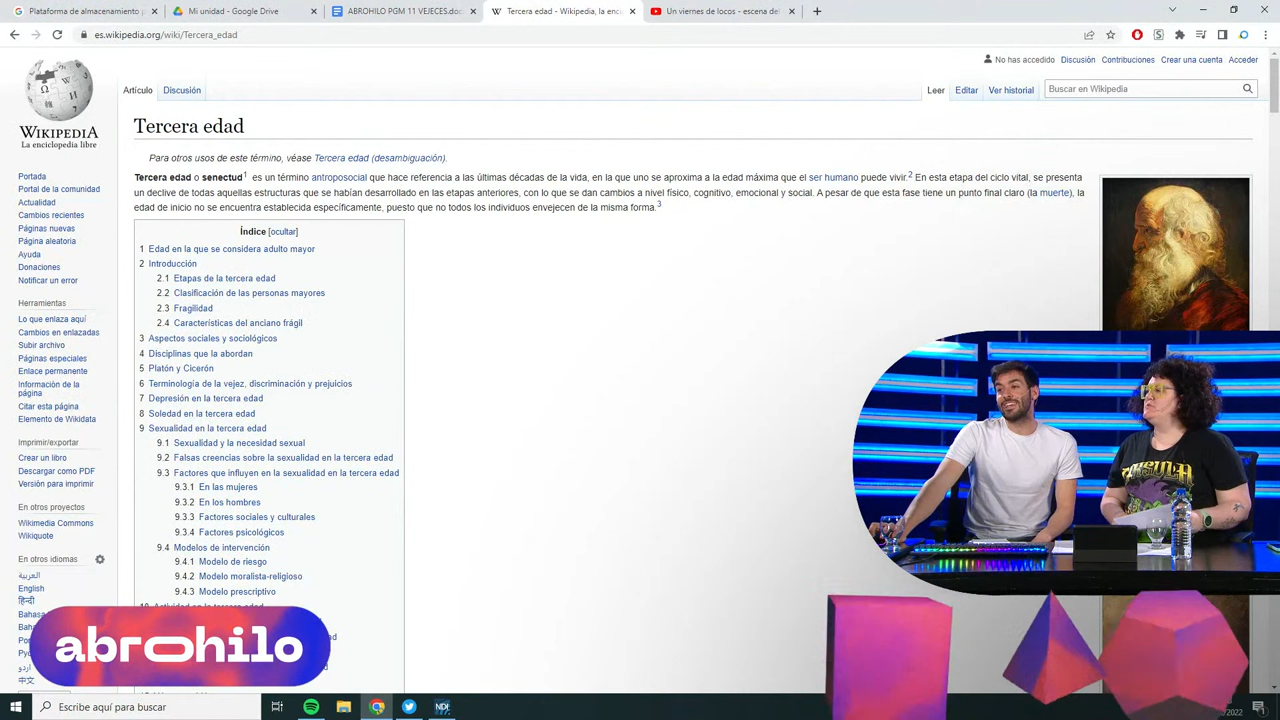 Plataforma de almacenamiento
Mi unidad - Google Drive
ABROHILO PGM 11 VEJECES.doc
Tercera edad - Wikipedia, la enc
Un viernes de locos - escena del
es.wikipedia.org/wiki/Tercera_edad
No has accedido Discusión Contribuciones Crear una cuenta Acceder
Artículo Discusión Leer Editar Ver historial Buscar en Wikipedia
WIKIPEDIA
La enciclopedia libre
Portada
Portal de la comunidad
Actualidad
Cambios recientes
Páginas nuevas
Página aleatoria
Ayuda
Donaciones
Notificar un error
Herramientas
Lo que enlaza aquí
Cambios en enlazadas
Subir archivo
Páginas especiales
Enlace permanente
Información de la
página
Citar esta página
Elemento de Wikidata
Imprimir/exportar
Crear un libro
Descargar como PDF
Versión para imprimir
En otros proyectos
Wikimedia Commons
Wikiquote
En otros idiomas
العربية
English
हिन्दी
Bahasa
اردو
中文
Tercera edad
Para otros usos de este término, véase Tercera edad (desambiguación).
Tercera edad o senectud1 es un término antroposocial que hace referencia a las últimas décadas de la vida, en la que uno se aproxima a la edad máxima que el ser humano puede vivir.2 En esta etapa del ciclo vital, se presenta
un declive de todas aquellas estructuras que se habían desarrollado en las etapas anteriores, con lo que se dan cambios a nivel físico, cognitivo, emocional y social. A pesar de que esta fase tiene un punto final claro (la muerte), la
edad de inicio no se encuentra establecida específicamente, puesto que no todos los individuos envejecen de la misma forma.3
Índice [ocultar]
1 Edad en la que se considera adulto mayor
2 Introducción
2.1 Etapas de la tercera edad
2.2 Clasificación de las personas mayores
2.3 Fragilidad
2.4 Características del anciano frágil
3 Aspectos sociales y sociológicos
4 Disciplinas que la abordan
5 Platón y Cicerón
6 Terminología de la vejez, discriminación y prejuicios
7 Depresión en la tercera edad
8 Soledad en la tercera edad
9 Sexualidad en la tercera edad
9.1 Sexualidad y la necesidad sexual
9.2 Falsas creencias sobre la sexualidad en la tercera edad
9.3 Factores que influyen en la sexualidad en la tercera edad
9.3.1 En las mujeres
9.3.2 En los hombres
9.3.3 Factores sociales y culturales
9.3.4 Factores psicológicos
9.4 Modelos de intervención
9.4.1 Modelo de riesgo
9.4.2 Modelo moralista-religioso
9.4.3 Modelo prescriptivo
abrohilo
Escribe aquí para buscar
NDI
/2022